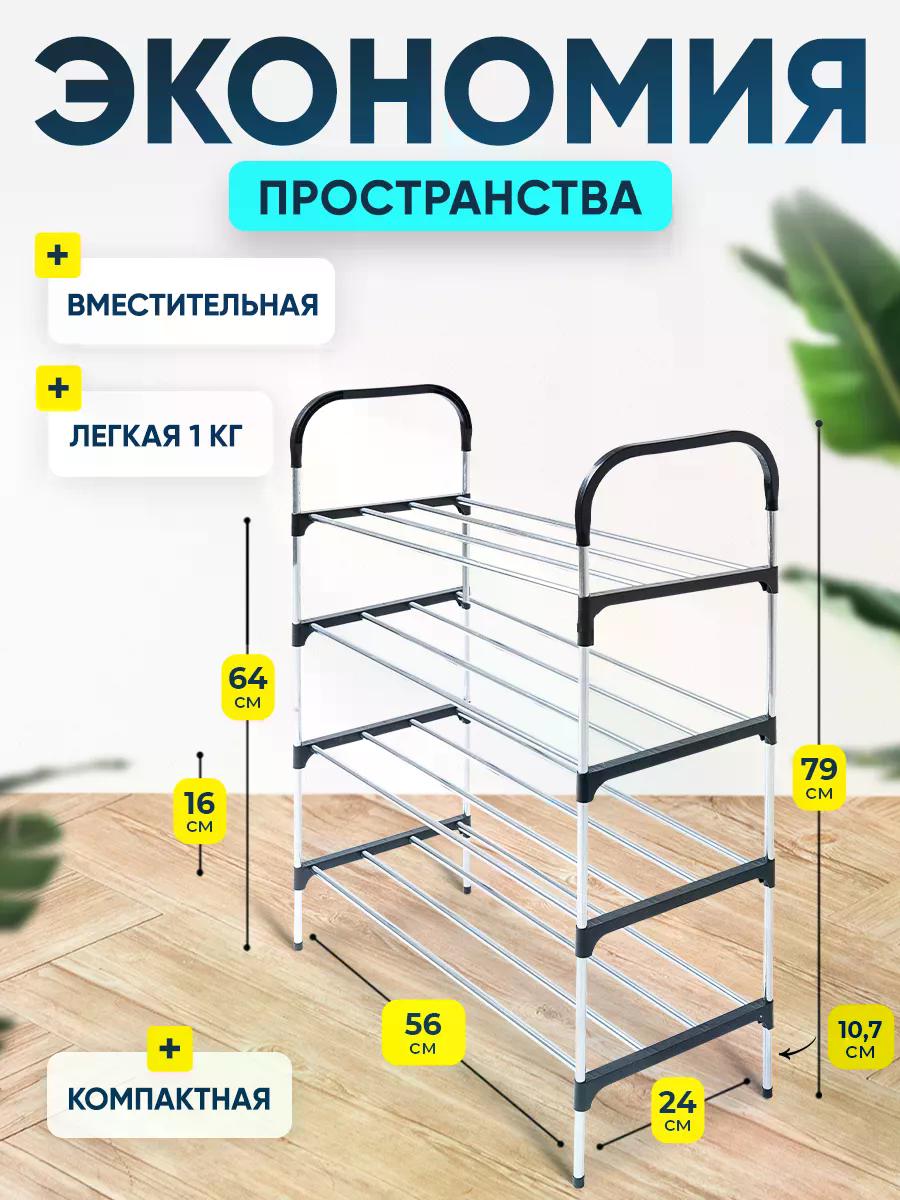 ЭКОНОМИЯ
ПРОСТРАНСТВА
+
ВМЕСТИТЕЛЬНАЯ
+
ЛЕГКАЯ 1 КГ
64
СМ
16
СМ
79
СМ
56
СМ
10,7
СМ
24
СМ
+
КОМПАКТНАЯ